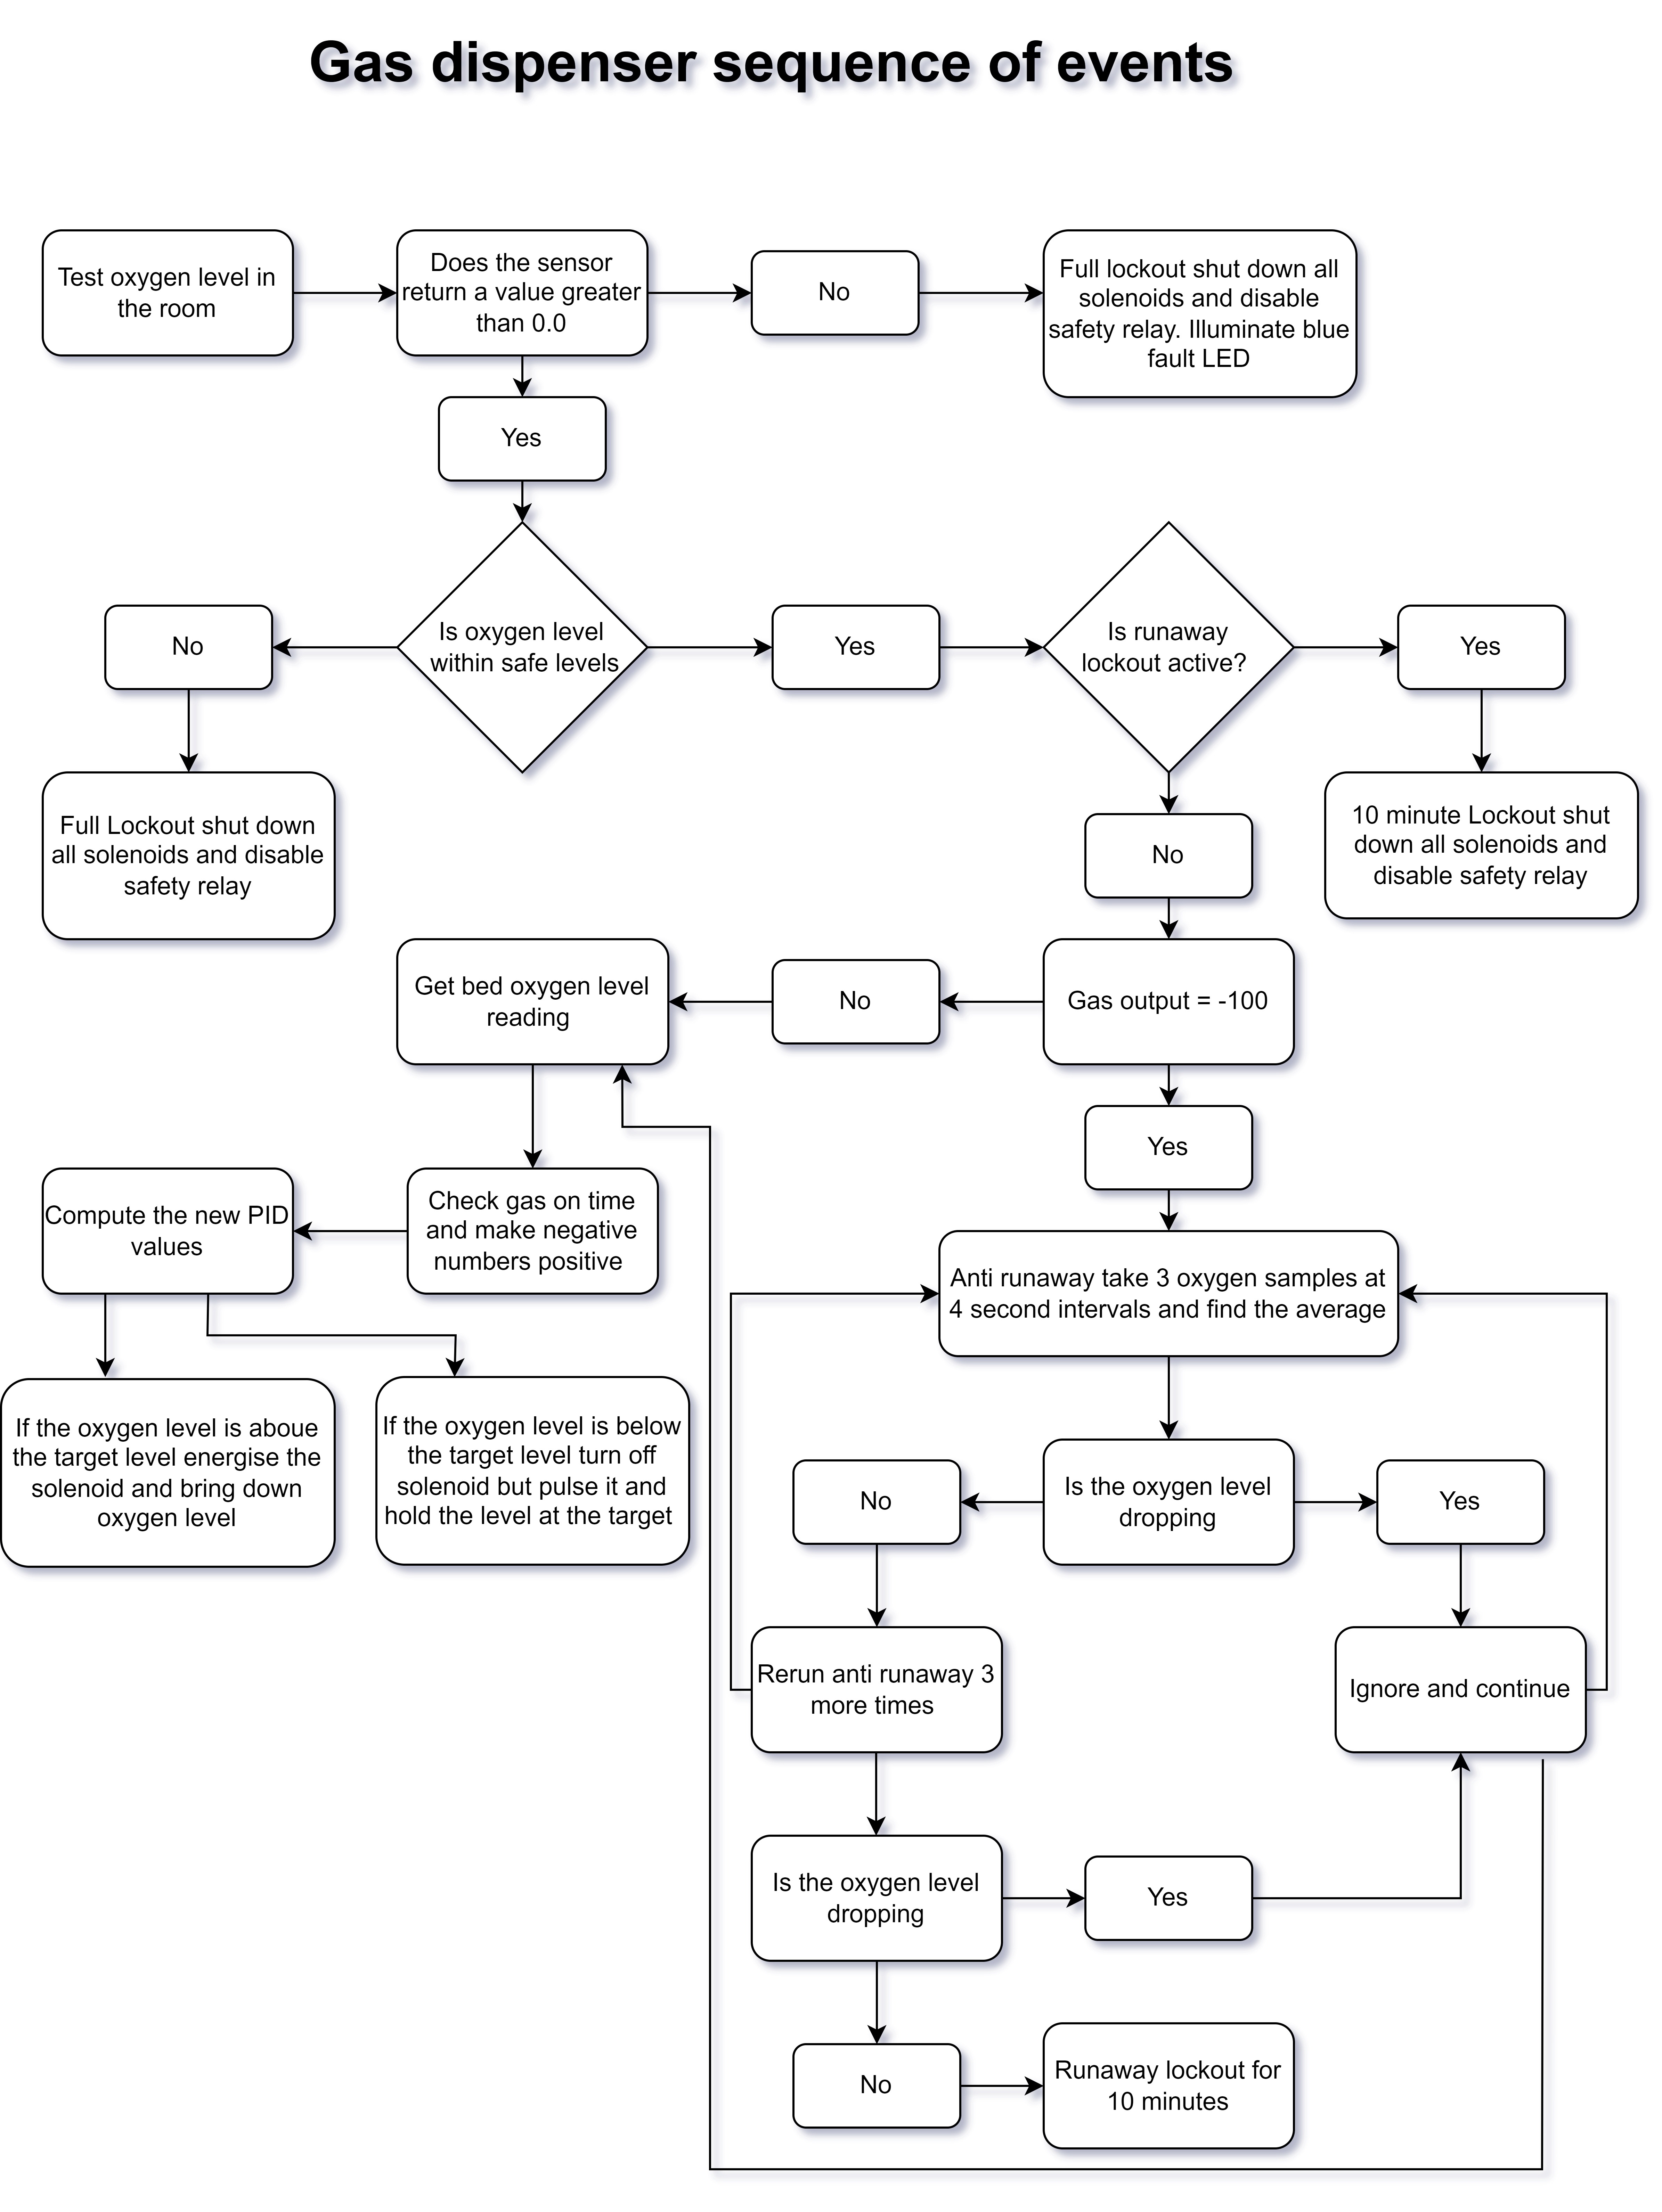 Gas dispenser sequence of events
Test oxygen level in
the room
Does the sensor
return a value greater
than 0.0
No
Full lockout shut down all
solenoids and disable
safety relay. Illuminate blue
fault LED
Yes
No
Is oxygen level
within safe levels
Yes
Is runaway
lockout active?
Yes
Full Lockout shut down
all solenoids and disable
safety relay
No
10 minute Lockout shut
down all solenoids and
disable safety relay
Get bed oxygen level
reading
No
Gas output = -100
Yes
Compute the new PID
values
Check gas on time
and make negative
numbers positive
Anti runaway take 3 oxygen samples at
4 second intervals and find the average
If the oxygen level is aboue
the target level energise the
solenoid and bring down
oxygen level
If the oxygen level is below
the target level turn off
solenoid but pulse it and
hold the level at the target
No
Is the oxygen level
dropping
Yes
Rerun anti runaway 3
more times
Ignore and continue
Is the oxygen level
dropping
Yes
No
Runaway lockout for
10 minutes